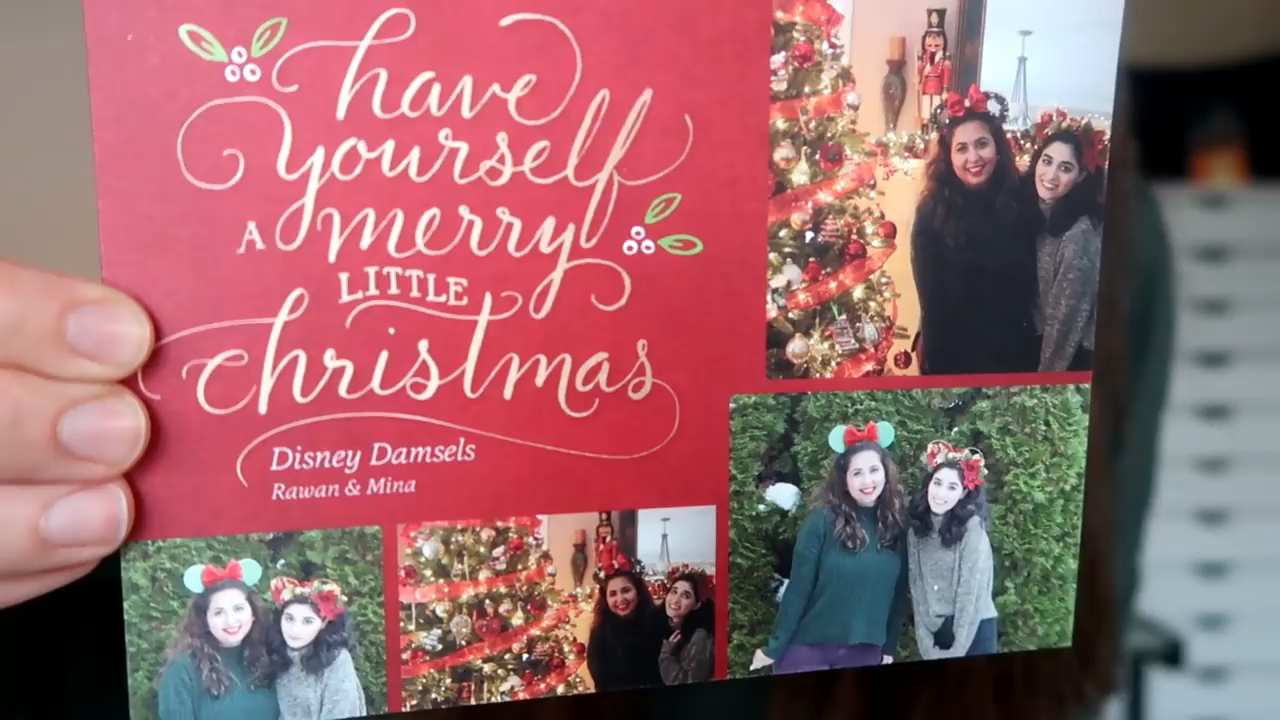 have
yourself
A merry
LITTLE
christmas
Disney Damsels
Rawan & Mina